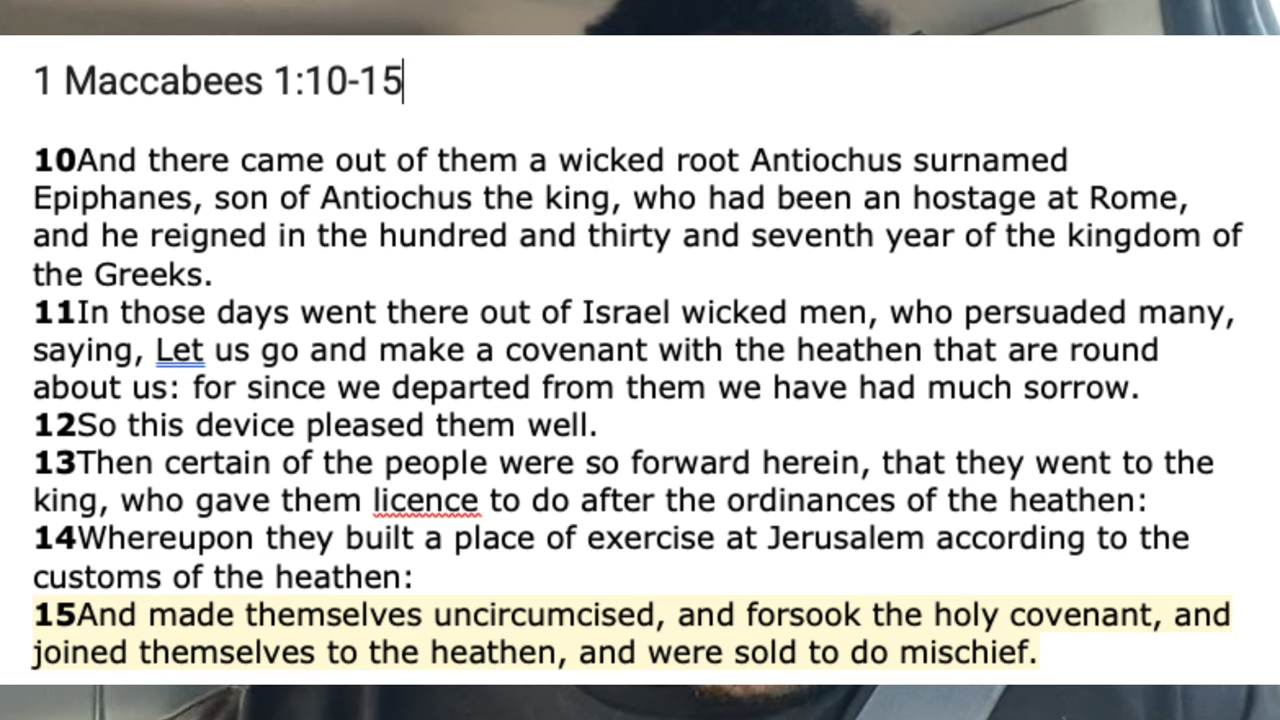 1 Maccabees 1:10-15
10And there came out of them a wicked root Antiochus surnamed
Epiphanes, son of Antiochus the king, who had been an hostage at Rome,
and he reigned in the hundred and thirty and seventh year of the kingdom of
the Greeks.
11In those days went there out of Israel wicked men, who persuaded many,
saying, Let us go and make a covenant with the heathen that are round
about us: for since we departed from them we have had much sorrow.
12So this device pleased them well.
13Then certain of the people were so forward herein, that they went to the
king, who gave them licence to do after the ordinances of the heathen:
14Whereupon they built a place of exercise at Jerusalem according to the
customs of the heathen:
15And made themselves uncircumcised, and forsook the holy covenant, and
joined themselves to the heathen, and were sold to do mischief.